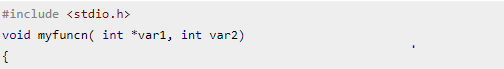 #include <stdio.h>
void myfuncn( int *var1, int var2)
{